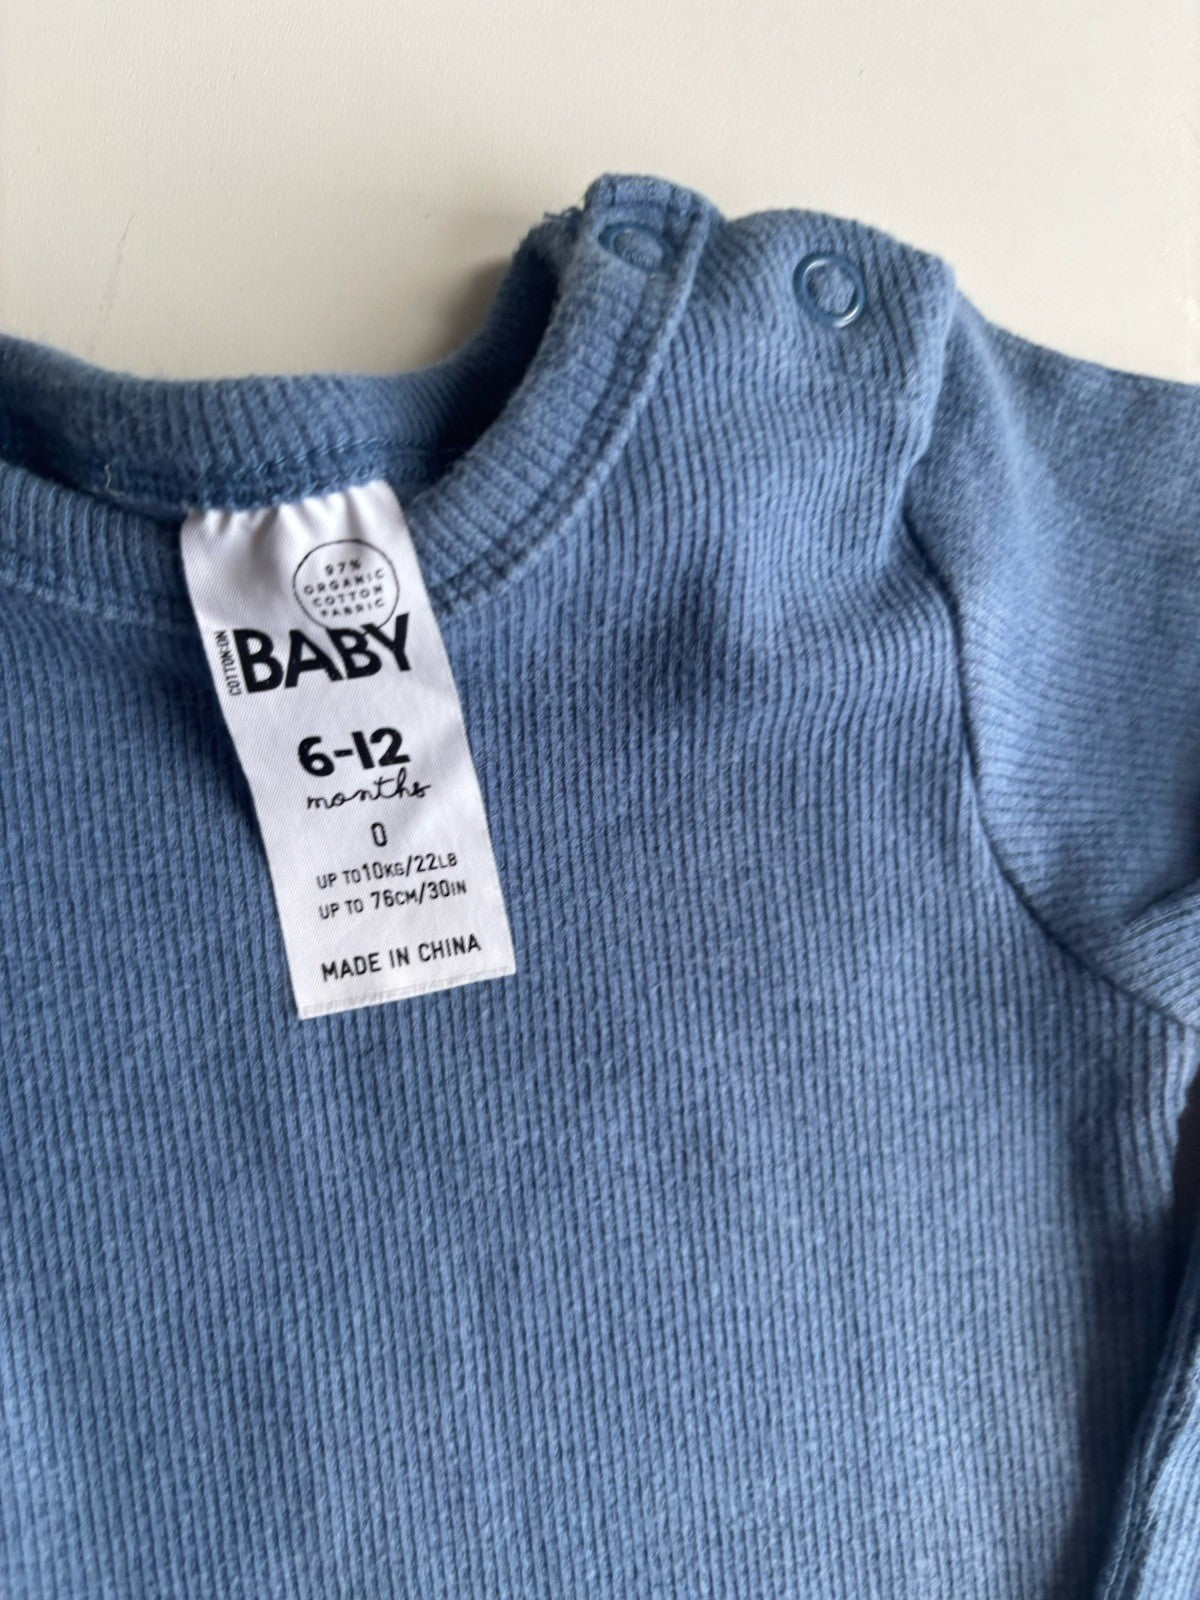 97%
ORGANIC
COTTON
FABRIC
COTTON:ON
BABY
6-12
months
0
UP TO 10KG/22LB
UP TO 76CM/30IN
MADE IN CHINA